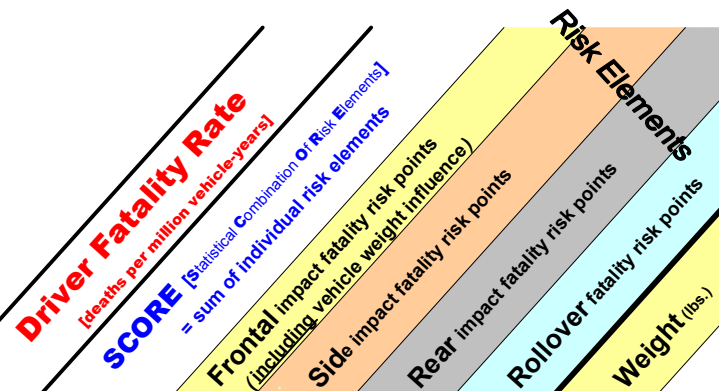 Driver Fatality Rate
[deaths per million vehicle-years]
SCORE [Statistical Combination Of Risk Elements]
= sum of individual risk elements
Risk Elements
Frontal impact fatality risk points
(including vehicle weight influence)
Side impact fatality risk points
Rear impact fatality risk points
Rollover fatality risk points
Weight (lbs.)